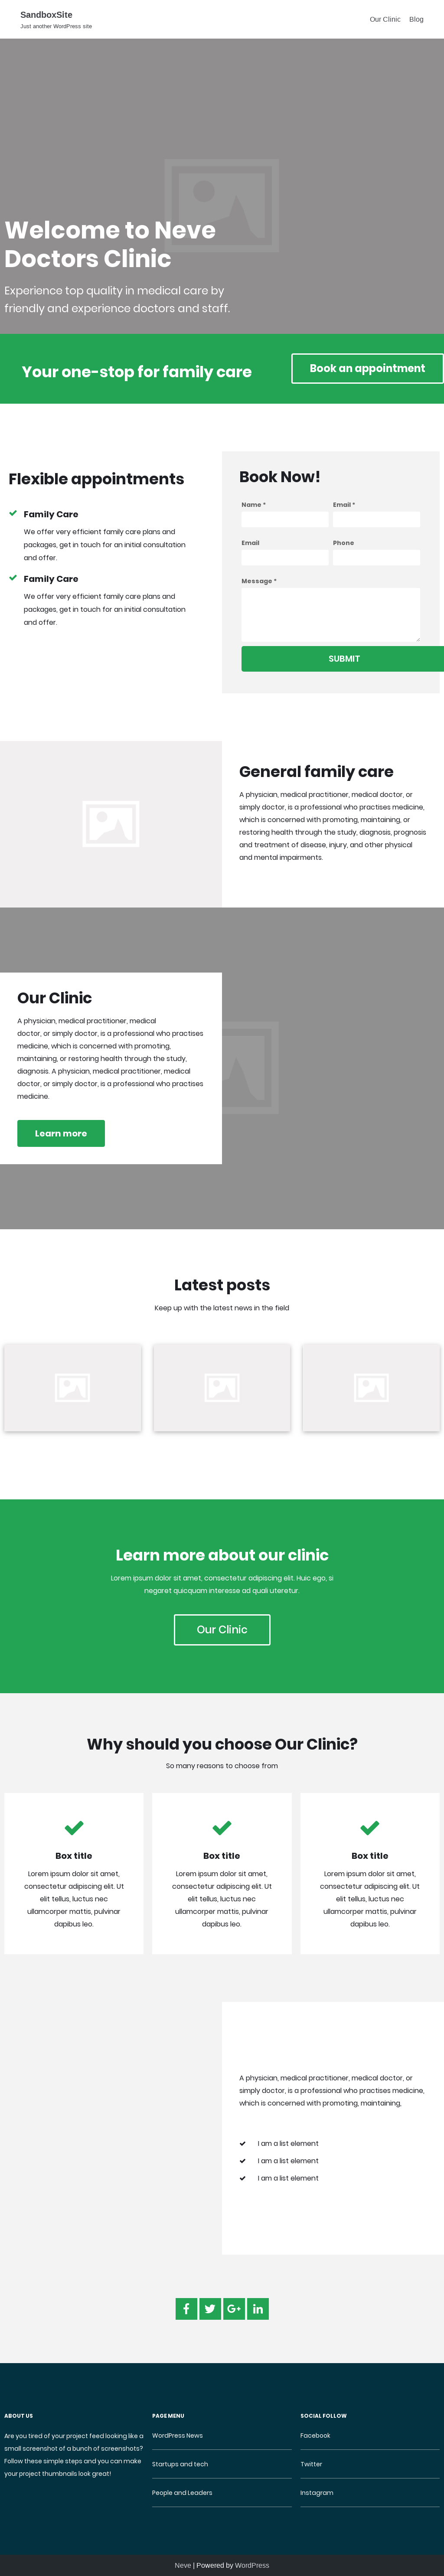 SandboxSite
Just another WordPress site
Our Clinic
Blog
Welcome to Neve
Doctors Clinic
Experience top quality in medical care by
friendly and experience doctors and staff.
Your one-stop for family care
Book an appointment
Flexible appointments
Family Care
We offer very efficient family care plans and
packages, get in touch for an initial consultation
and offer.
Family Care
We offer very efficient family care plans and
packages, get in touch for an initial consultation
and offer.
Book Now!
Name *
Email *
Email
Phone
Message *
SUBMIT
General family care
A physician, medical practitioner, medical doctor, or
simply doctor, is a professional who practises medicine,
which is concerned with promoting, maintaining, or
restoring health through the study, diagnosis, prognosis
and treatment of disease, injury, and other physical
and mental impairments.
Our Clinic
A physician, medical practitioner, medical
doctor, or simply doctor, is a professional who practises
medicine, which is concerned with promoting,
maintaining, or restoring health through the study,
diagnosis. A physician, medical practitioner, medical
doctor, or simply doctor, is a professional who practises
medicine.
Learn more
Latest posts
Keep up with the latest news in the field
Learn more about our clinic
Lorem ipsum dolor sit amet, consectetur adipiscing elit. Huic ego, si
negaret quicquam interesse ad quali uteretur.
Our Clinic
Why should you choose Our Clinic?
So many reasons to choose from
Box title
Lorem ipsum dolor sit amet,
consectetur adipiscing elit. Ut
elit tellus, luctus nec
ullamcorper mattis, pulvinar
dapibus leo.
Box title
Lorem ipsum dolor sit amet,
consectetur adipiscing elit. Ut
elit tellus, luctus nec
ullamcorper mattis, pulvinar
dapibus leo.
Box title
Lorem ipsum dolor sit amet,
consectetur adipiscing elit. Ut
elit tellus, luctus nec
ullamcorper mattis, pulvinar
dapibus leo.
A physician, medical practitioner, medical doctor, or
simply doctor, is a professional who practises medicine,
which is concerned with promoting, maintaining,
I am a list element
I am a list element
I am a list element
ABOUT US
Are you tired of your project feed looking like a
small screenshot of a bunch of screenshots?
Follow these simple steps and you can make
your project thumbnails look great!
PAGE MENU
WordPress News
Startups and tech
People and Leaders
SOCIAL FOLLOW
Facebook
Twitter
Instagram
Neve | Powered by WordPress